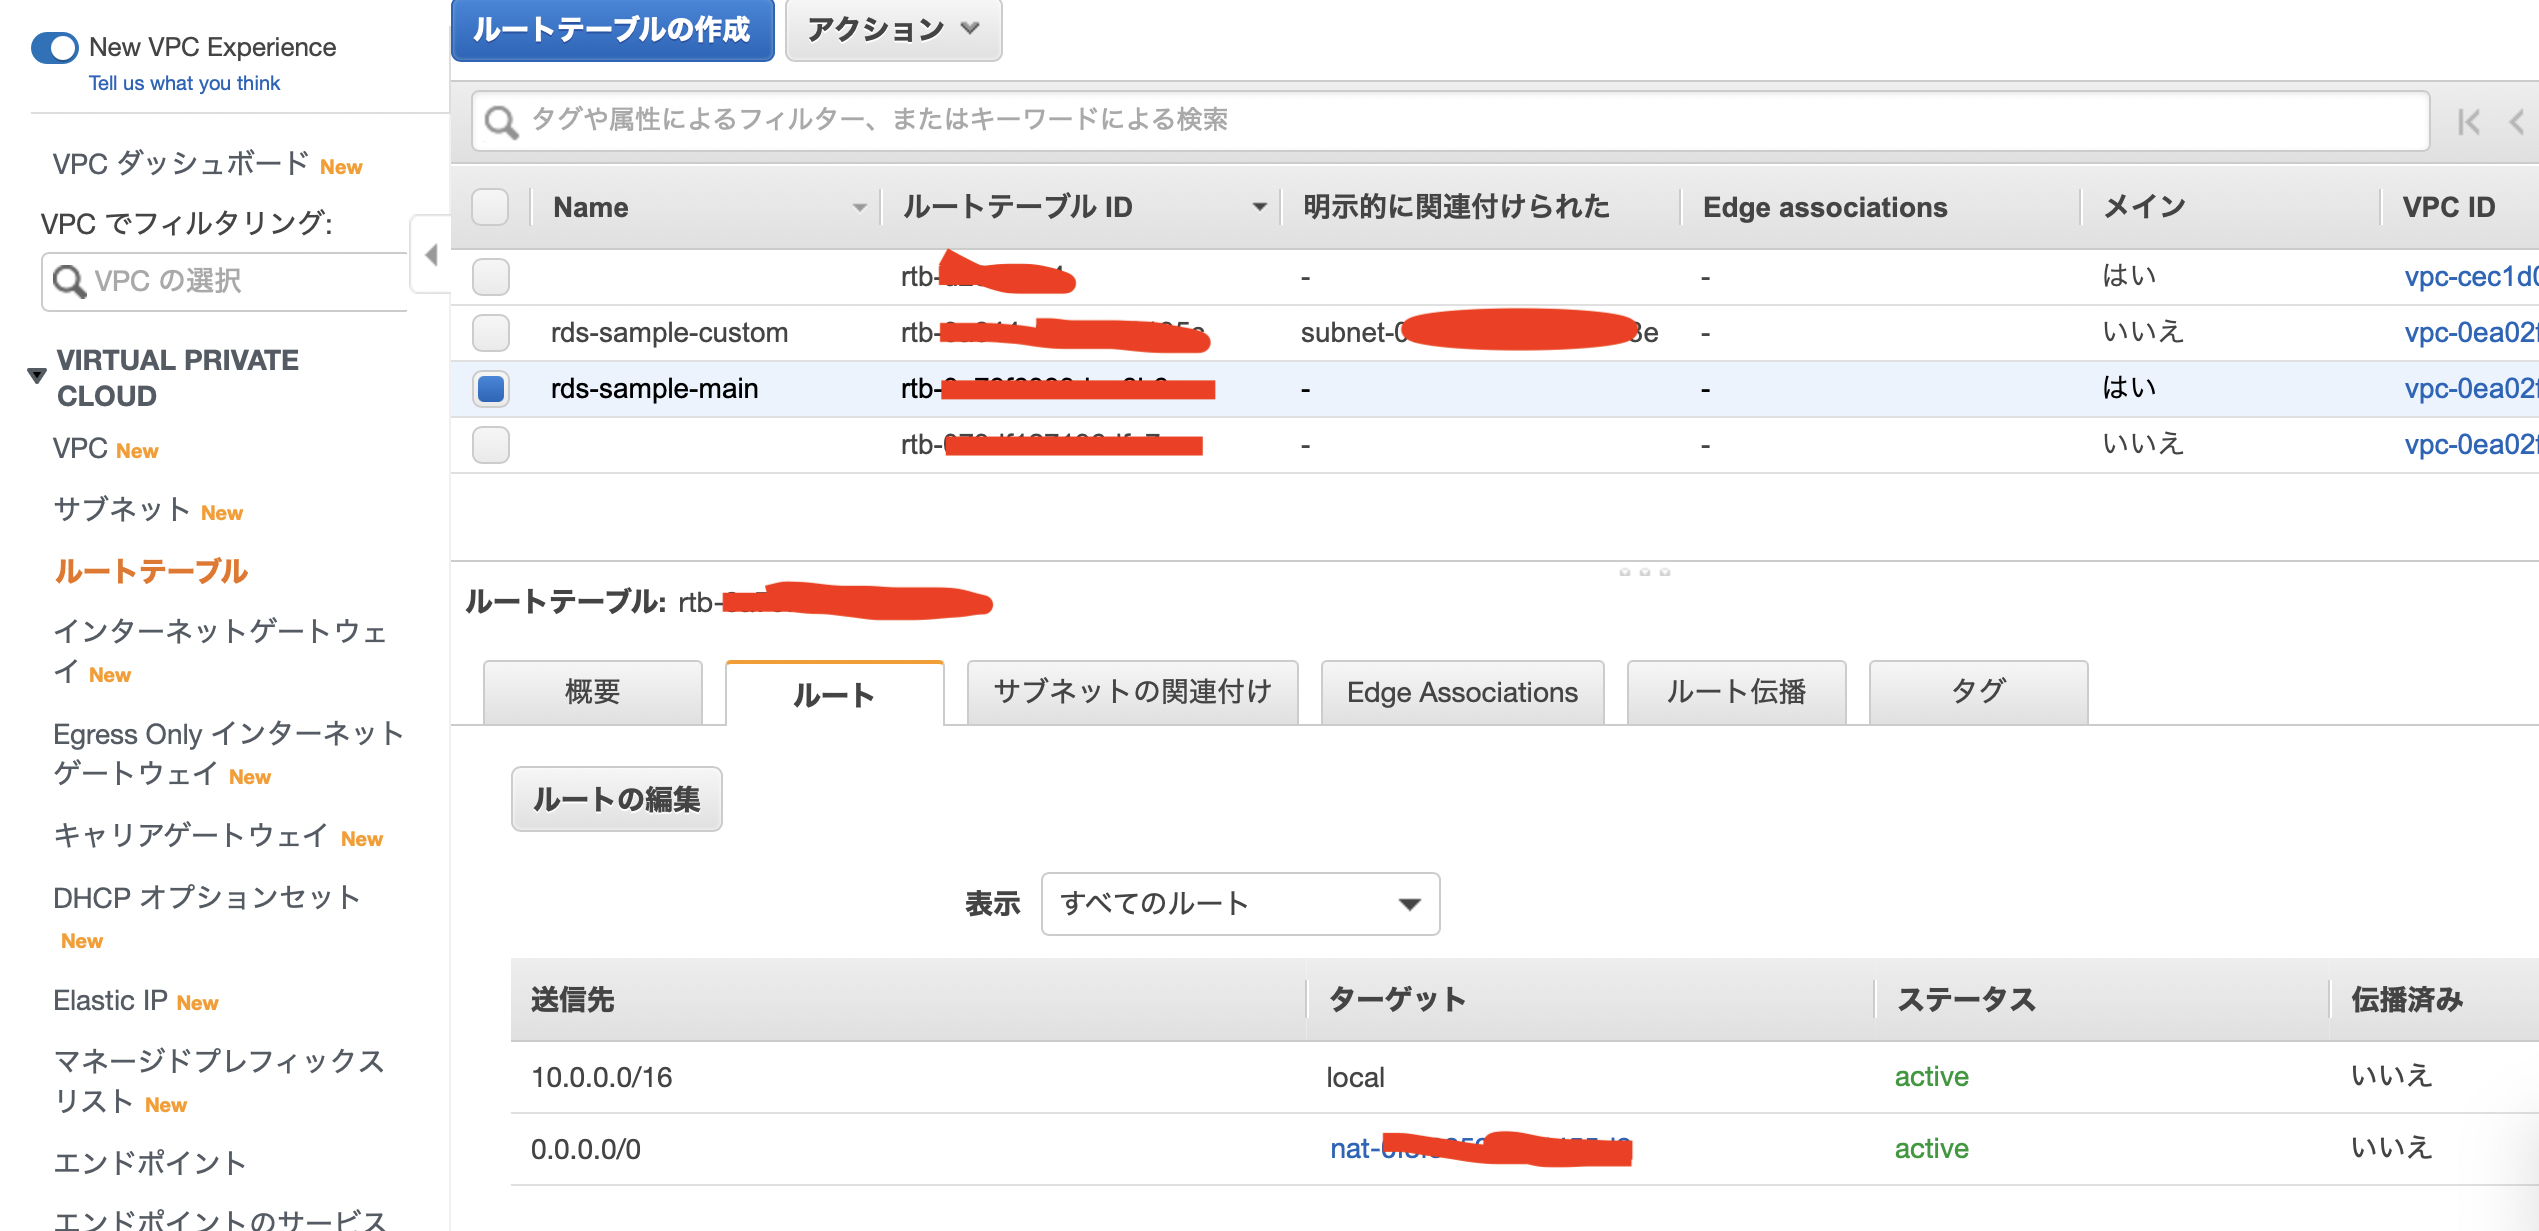 New VPC Experience
Tell us what you think
VPC ダッシュボード New
VPC でフィルタリング:
VPC の選択
VIRTUAL PRIVATE
CLOUD
VPC New
サブネット New
ルートテーブル
インターネットゲートウェ
イ New
Egress Only インターネット
ゲートウェイ New
キャリアゲートウェイ New
DHCP オプションセット
New
Elastic IP New
マネージドプレフィックス
リスト New
エンドポイント
エンドポイントのサービス
ルートテーブルの作成 アクション
タグや属性によるフィルター、またはキーワードによる検索
Name ルートテーブル ID 明示的に関連付けられた Edge associations メイン VPC ID
rtb- - - はい vpc-cec1d0
rds-sample-custom rtb- subnet-0 - いいえ vpc-0ea02f
rds-sample-main rtb- - - はい vpc-0ea02f
rtb- - - いいえ vpc-0ea02f
ルートテーブル: rtb-
概要 ルート サブネットの関連付け Edge Associations ルート伝播 タグ
ルートの編集
表示 すべてのルート
送信先 ターゲット ステータス 伝播済み
10.0.0.0/16 local active いいえ
0.0.0.0/0 nat- active いいえ